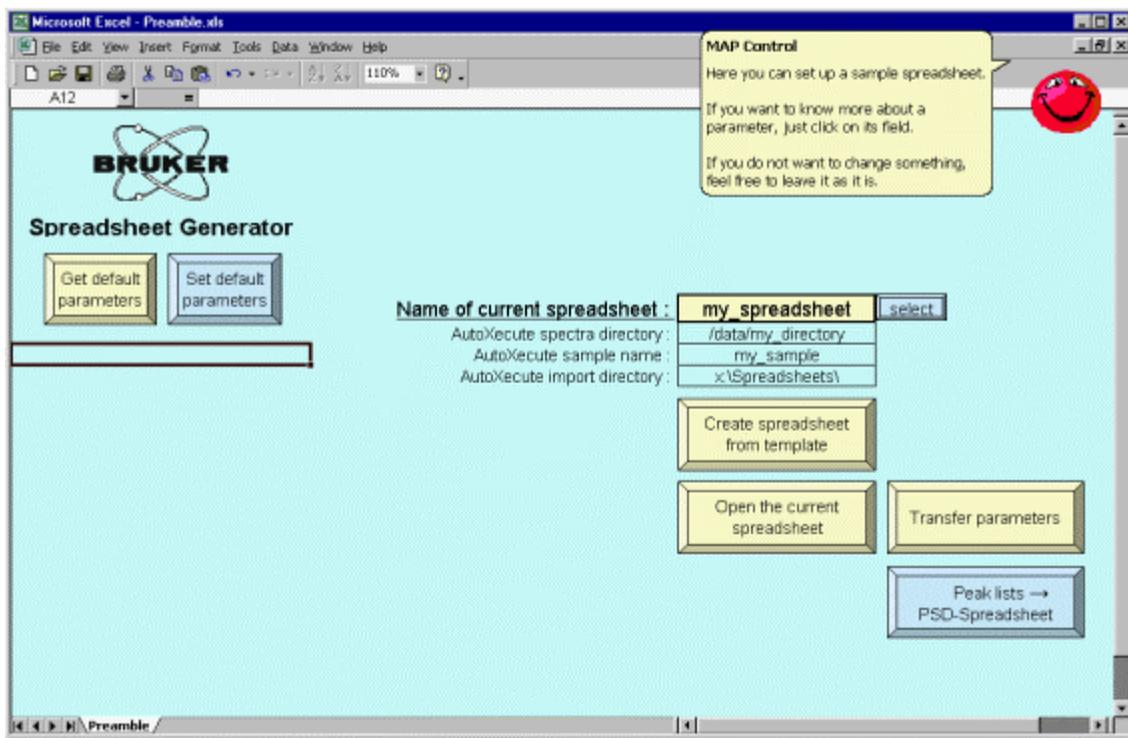 Microsoft Excel - Preamble.xls
File Edit View Insert Format Tools Data Window Help
110%
A12 =
MAP Control
Here you can set up a sample spreadsheet.
If you want to know more about a
parameter, just click on its field.
If you do not want to change something,
feel free to leave it as it is.
BRUKER
Spreadsheet Generator
Get default
parameters
Set default
parameters
Name of current spreadsheet : my_spreadsheet select
AutoXecute spectra directory : /data/my_directory
AutoXecute sample name : my_sample
AutoXecute import directory : x:\Spreadsheets\
Create spreadsheet
from template
Open the current
spreadsheet
Transfer parameters
Peak lists →
PSD-Spreadsheet
Preamble